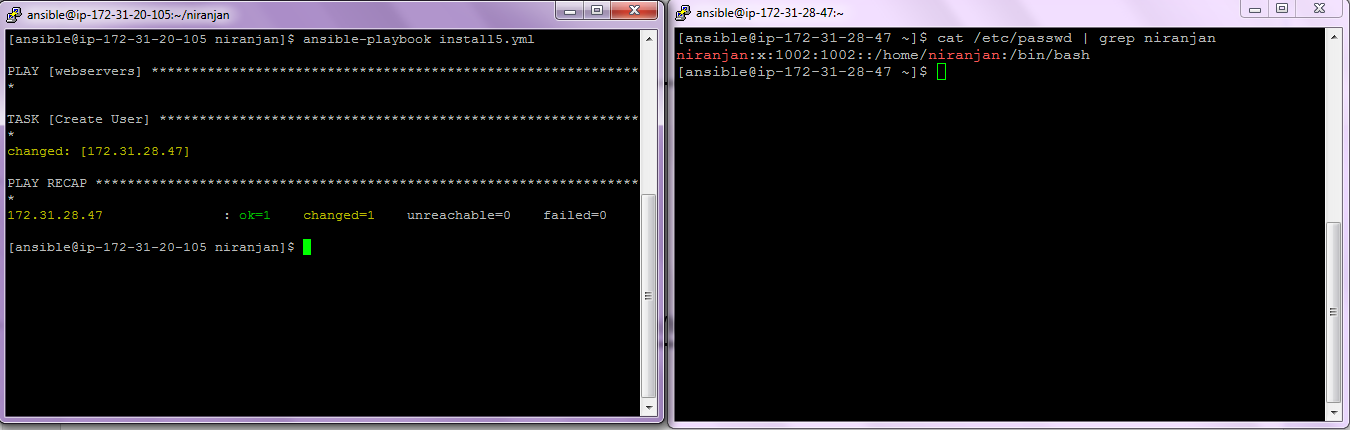 ansible@ip-172-31-20-105:~/niranjan
[ansible@ip-172-31-20-105 niranjan]$ ansible-playbook install5.yml
PLAY [webservers] *************************************************************
*
TASK [Create User] ************************************************************
*
changed: [172.31.28.47]
PLAY RECAP ********************************************************************
*
172.31.28.47 : ok=1 changed=1 unreachable=0 failed=0
[ansible@ip-172-31-20-105 niranjan]$
ansible@ip-172-31-28-47:~
[ansible@ip-172-31-28-47 ~]$ cat /etc/passwd | grep niranjan
niranjan:x:1002:1002::/home/niranjan:/bin/bash
[ansible@ip-172-31-28-47 ~]$